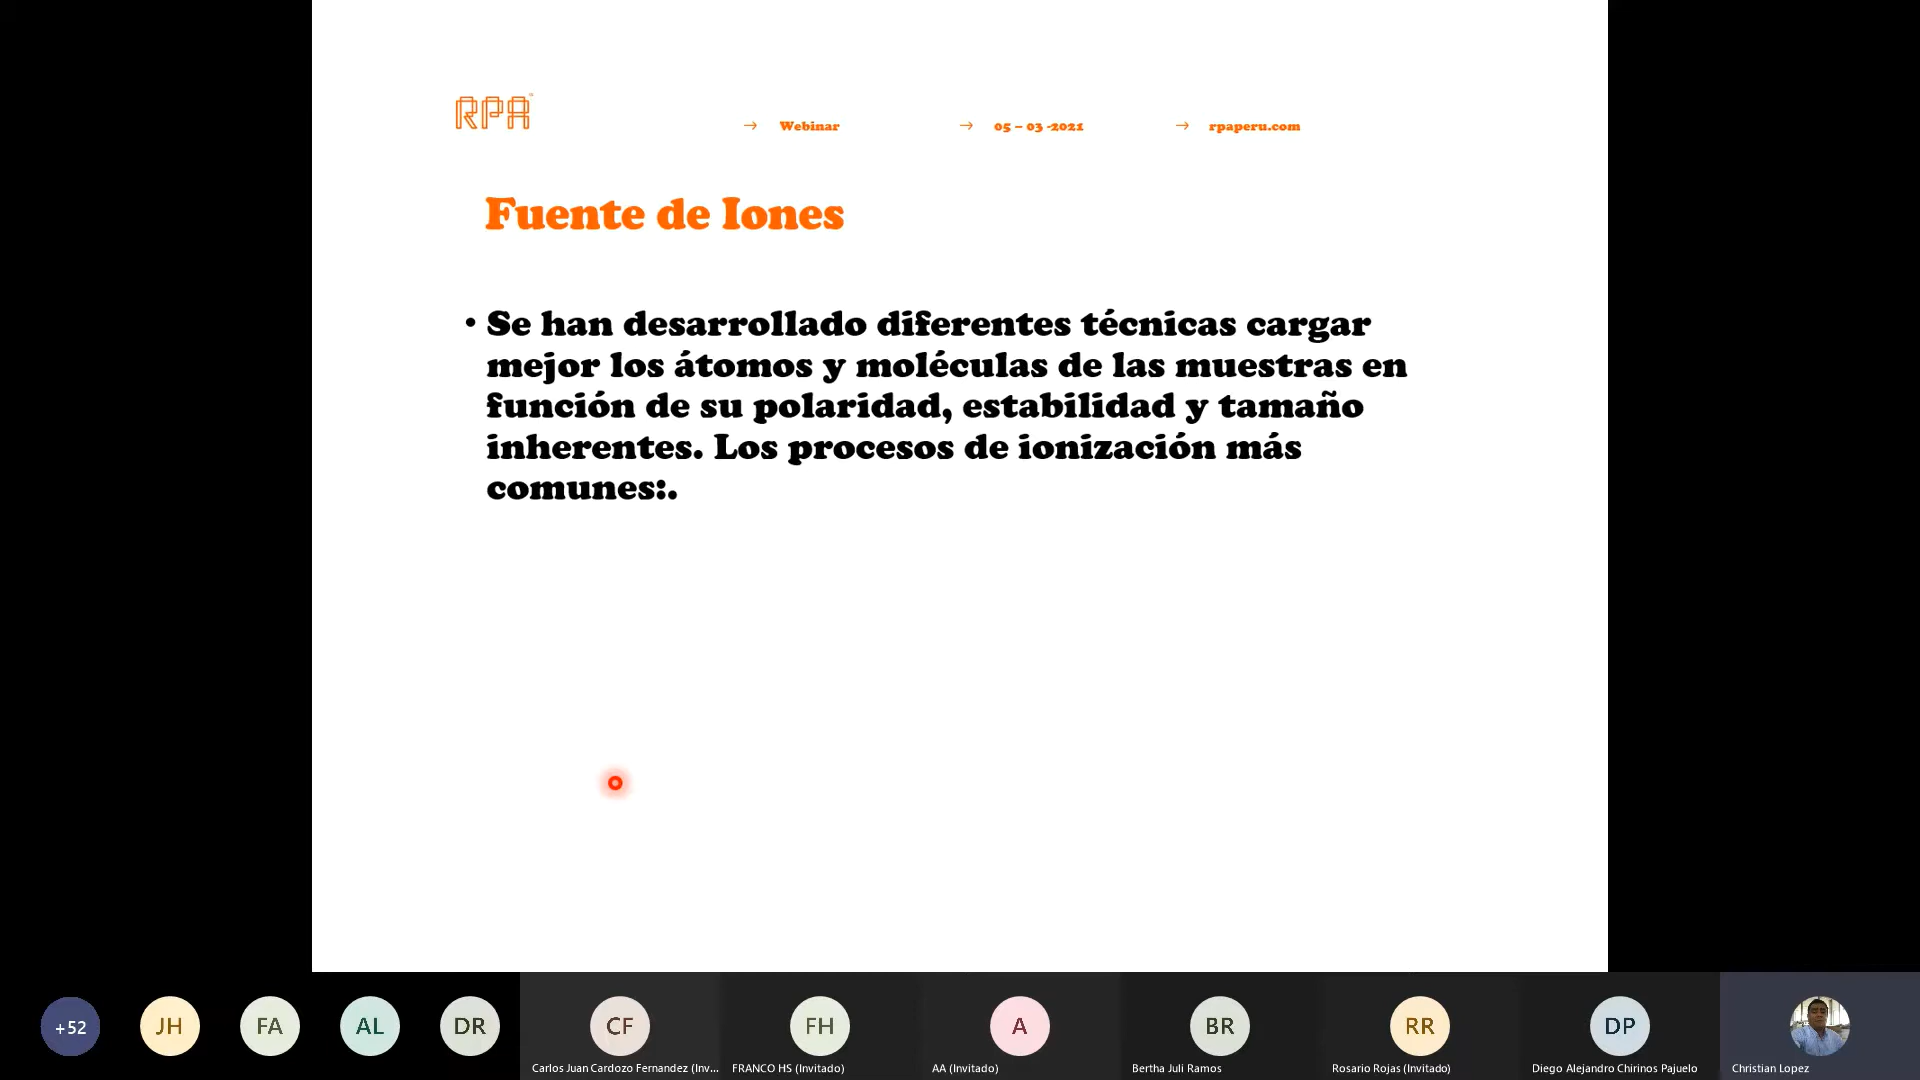 RPA
→ Webinar → 05 – 03 -2021 → rpaperu.com
Fuente de Iones
• Se han desarrollado diferentes técnicas cargar
mejor los átomos y moléculas de las muestras en
función de su polaridad, estabilidad y tamaño
inherentes. Los procesos de ionización más
comunes:.
+52 JH FA AL DR CF FH A BR RR DP
Carlos Juan Cardozo Fernandez (Inv... FRANCO HS (Invitado) AA (Invitado) Bertha Juli Ramos Rosario Rojas (Invitado) Diego Alejandro Chirinos Pajuelo Christian Lopez